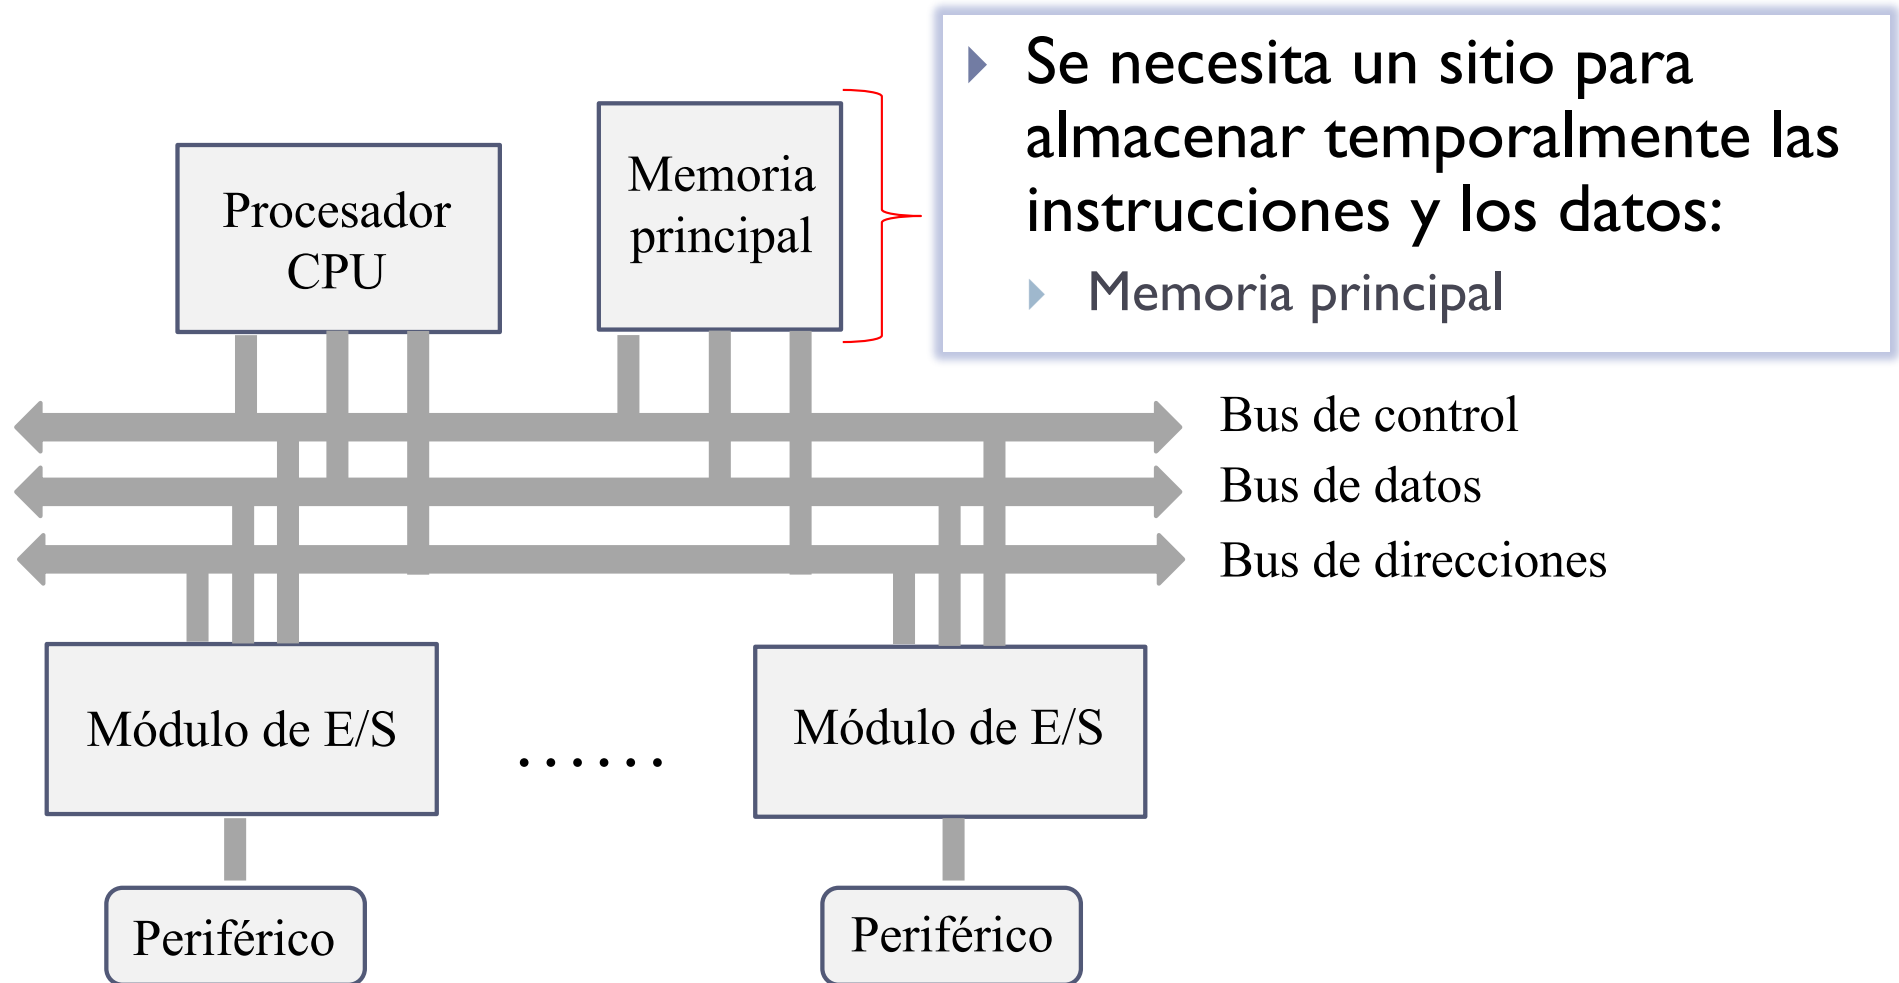 Se necesita un sitio para
almacenar temporalmente las
instrucciones y los datos:
Memoria principal
Procesador
CPU
Memoria
principal
Bus de control
Bus de datos
Bus de direcciones
Módulo de E/S
......
Módulo de E/S
Periférico
Periférico